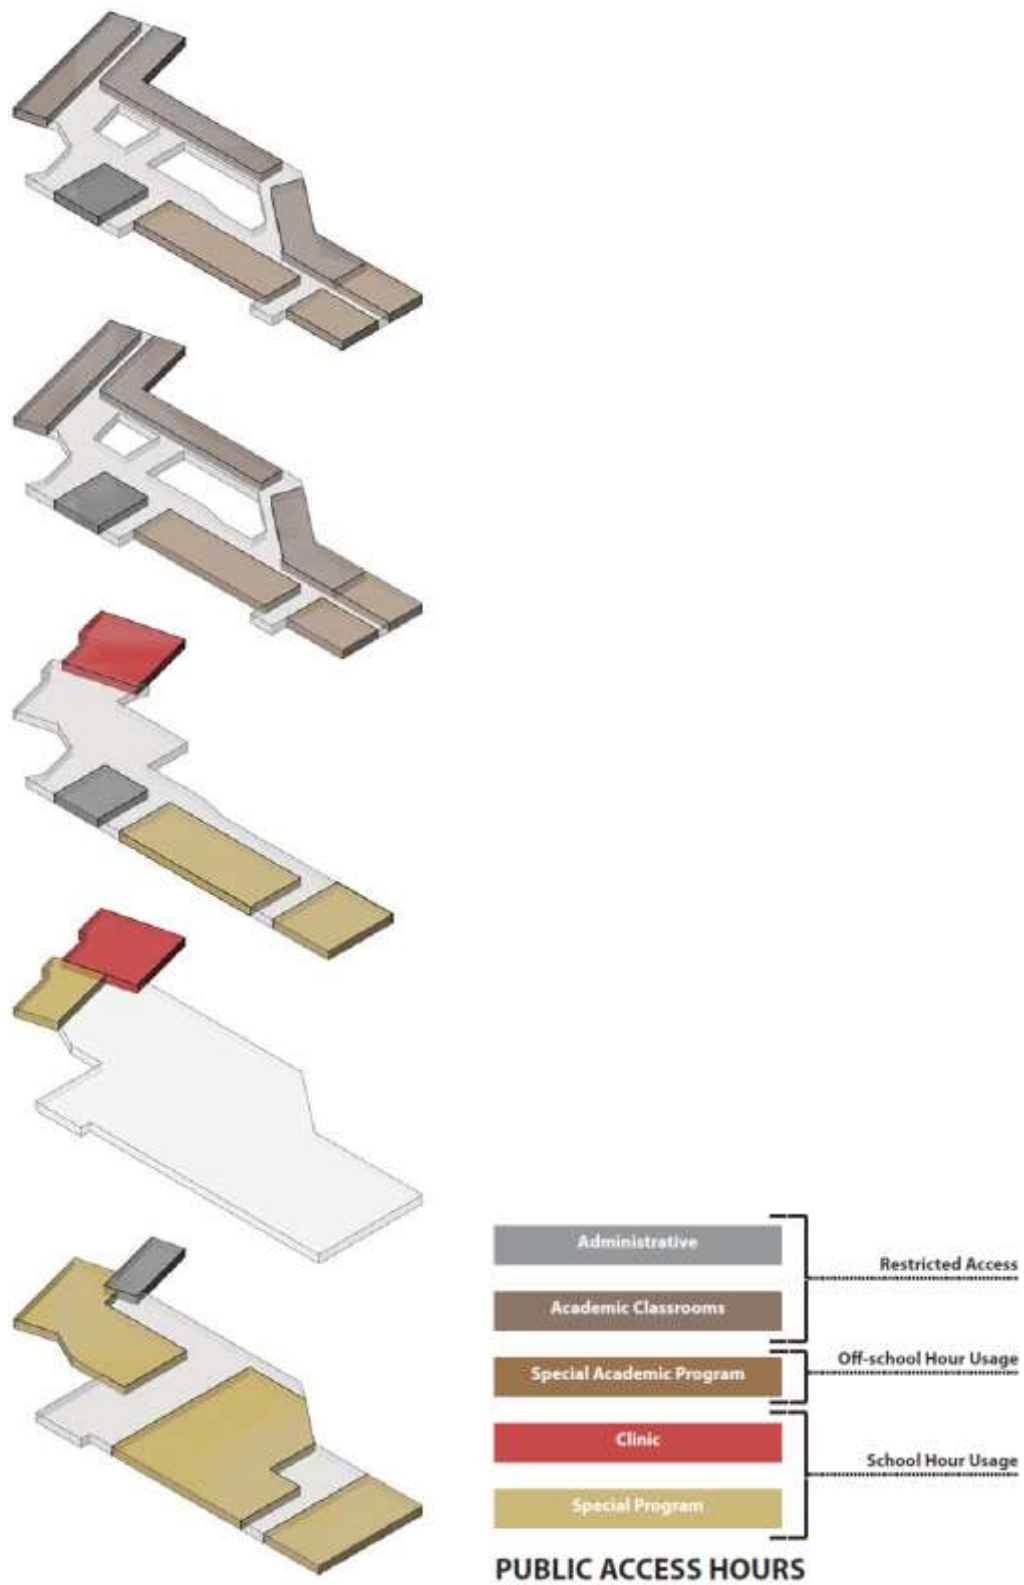 Administrative
Restricted Access
Academic Classrooms
Special Academic Program
Off-school Hour Usage
Clinic
School Hour Usage
Special Program
PUBLIC ACCESS HOURS